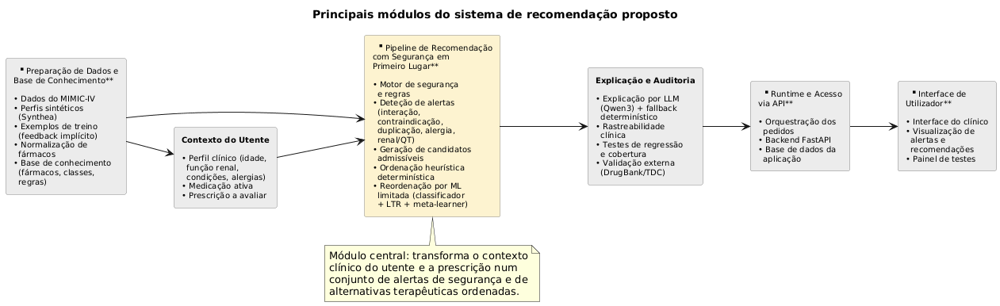 Principais módulos do sistema de recomendação proposto
▪ Preparação de Dados e
Base de Conhecimento**
• Dados do MIMIC-IV
• Perfis sintéticos
(Synthea)
• Exemplos de treino
(feedback implícito)
• Normalização de
fármacos
• Base de conhecimento
(fármacos, classes,
regras)
Contexto do Utente
• Perfil clínico (idade,
função renal,
condições, alergias)
• Medicação ativa
• Prescrição a avaliar
▪ Pipeline de Recomendação
com Segurança em
Primeiro Lugar**
• Motor de segurança
e regras
• Deteção de alertas
(interação,
contraindicação,
duplicação, alergia,
renal/QT)
• Geração de candidatos
admissíveis
• Ordenação heurística
determinística
• Reordenação por ML
limitada (classificador
+ LTR + meta-learner)
Módulo central: transforma o contexto
clínico do utente e a prescrição num
conjunto de alertas de segurança e de
alternativas terapêuticas ordenadas.
Explicação e Auditoria
• Explicação por LLM
(Qwen3) + fallback
determinístico
• Rastreabilidade
clínica
• Testes de regressão
e cobertura
• Validação externa
(DrugBank/TDC)
▪ Runtime e Acesso
via API**
• Orquestração dos
pedidos
• Backend FastAPI
• Base de dados da
aplicação
▪ Interface de
Utilizador**
• Interface do clínico
• Visualização de
alertas e
recomendações
• Painel de testes